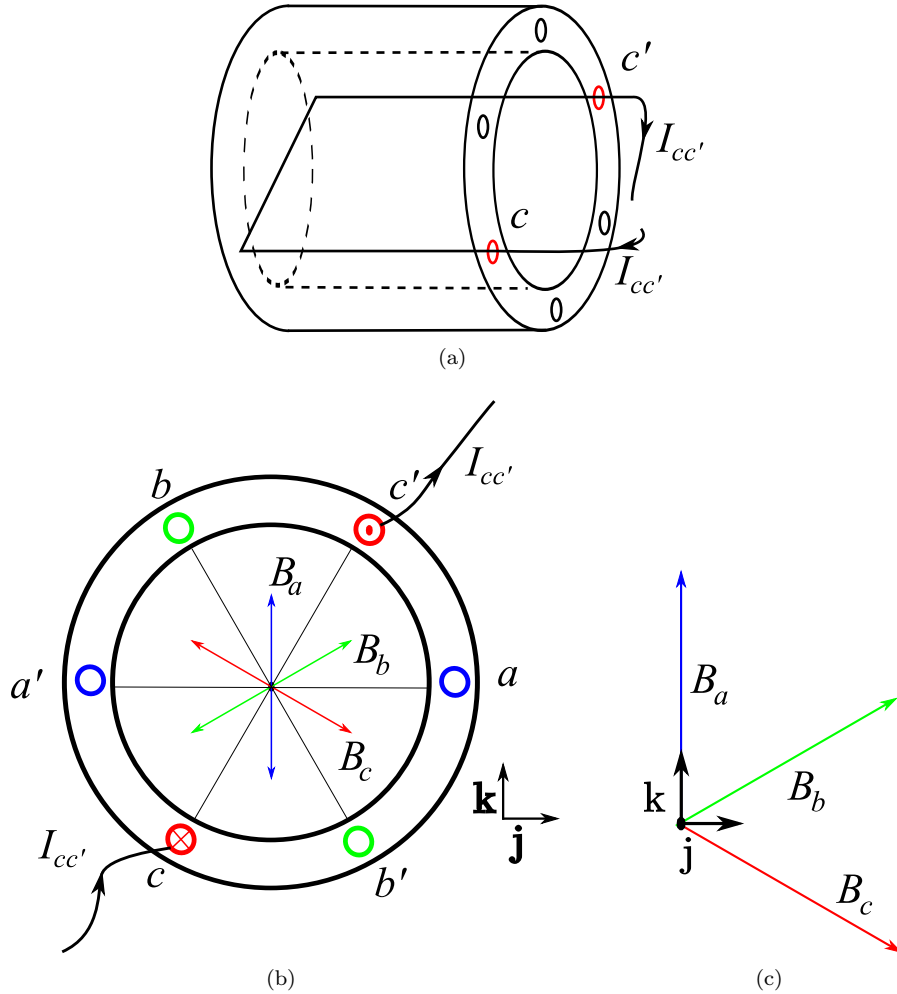 c'
I_{cc'}
c
I_{cc'}
(a)
b
c'
I_{cc'}
B_a
B_b
a'
a
B_c
k
j
I_{cc'}
c
b'
(b)
B_a
k
B_b
j
B_c
(c)